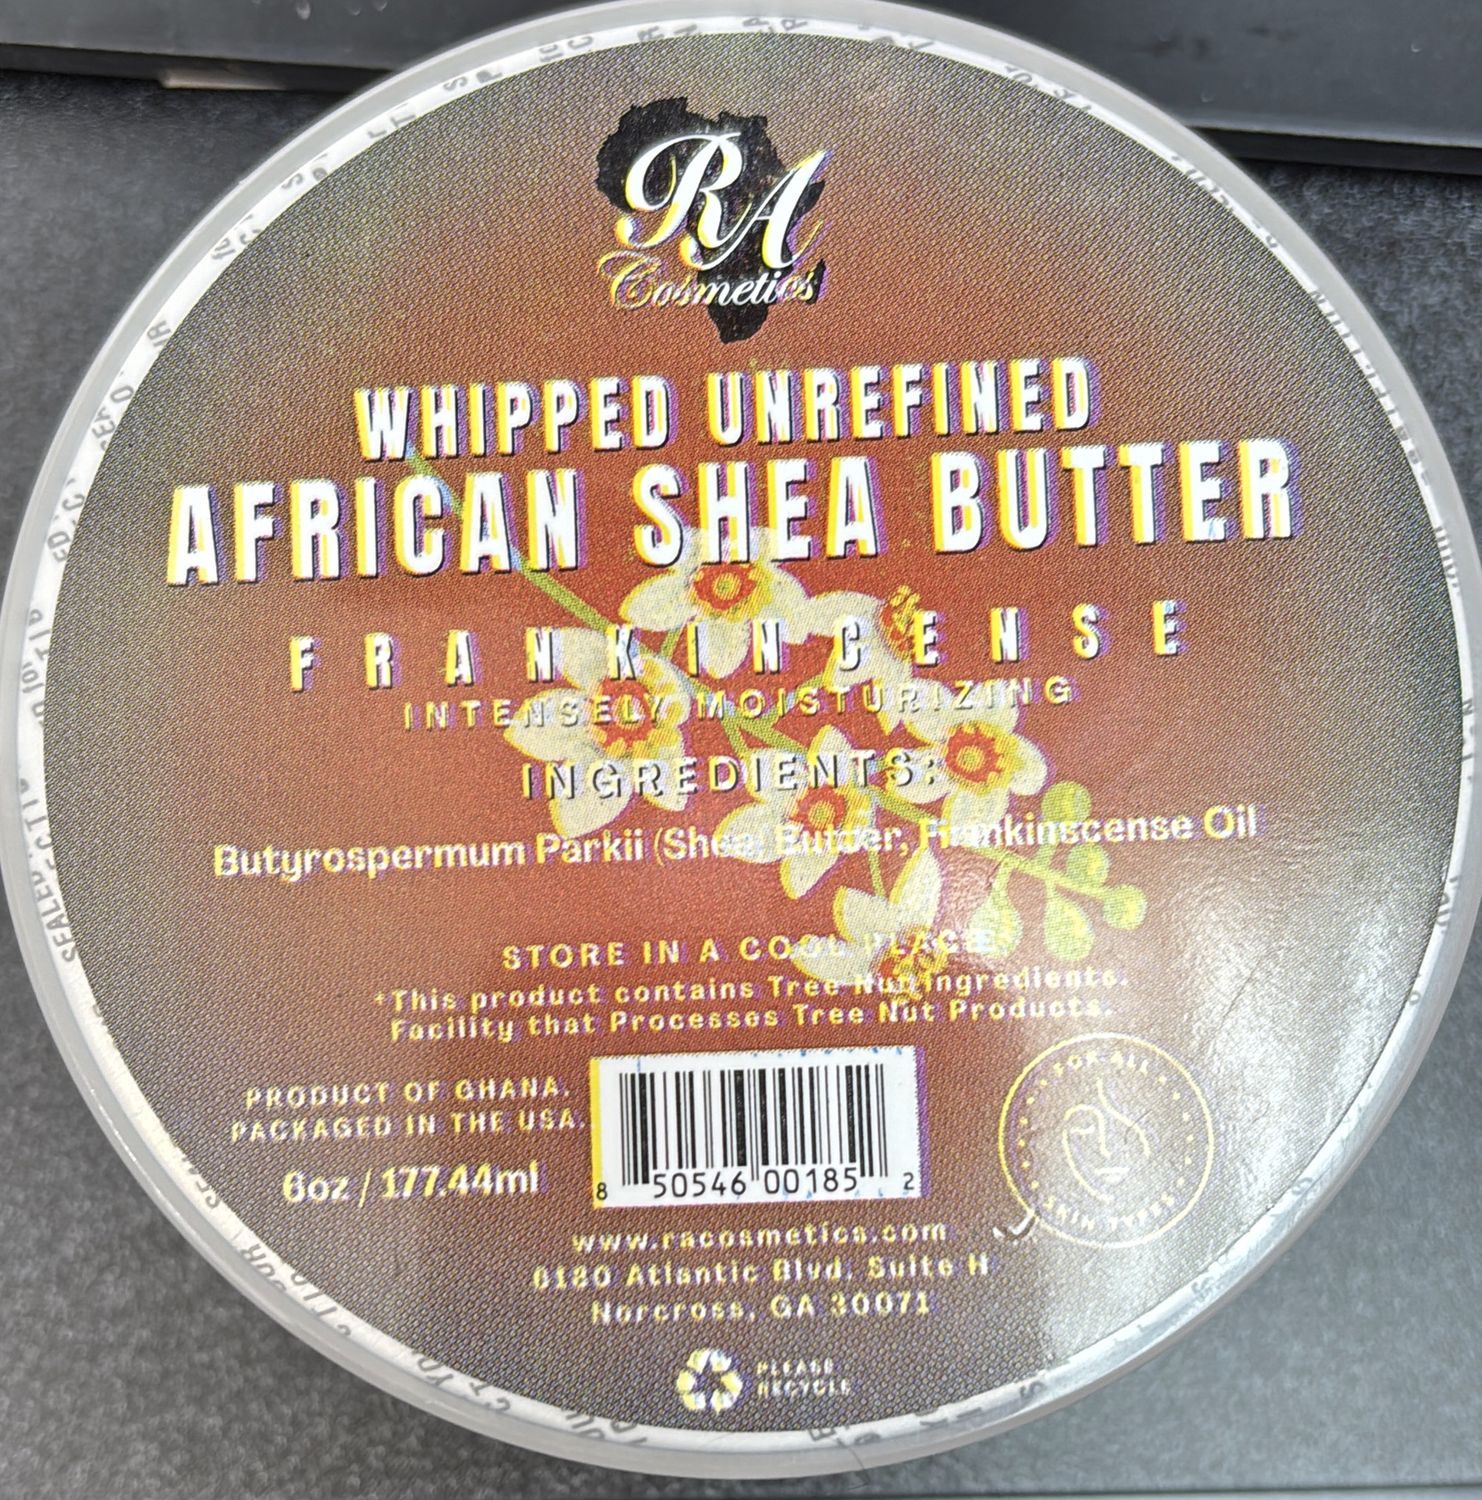 RA
Cosmetics
WHIPPED UNREFINED
AFRICAN SHEA BUTTER
FRANKINCENSE
INTENSELY MOISTURIZING
INGREDIENTS:
Butyrospermum Parkii (Shea) Butter, Frankinscense Oil
STORE IN A COOL PLACE
*This product contains Tree Nut ingredients.
Facility that Processes Tree Nut Products.
PRODUCT OF GHANA.
PACKAGED IN THE USA.
6oz / 177.44ml
8 50546 00185 2
FOR ALL
www.racosmetics.com
6180 Atlantic Blvd. Suite H
Norcross, GA 30071
PLEASE
RECYCLE